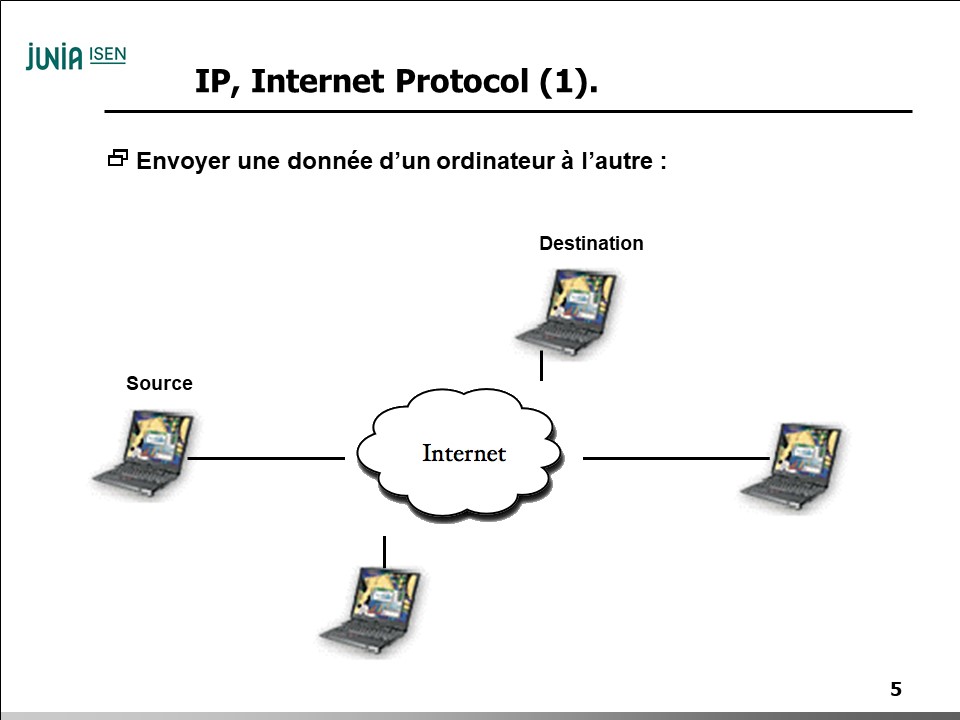 JUNIA ISEN
IP, Internet Protocol (1).
Envoyer une donnée d’un ordinateur à l’autre :
Destination
Source
Internet
5